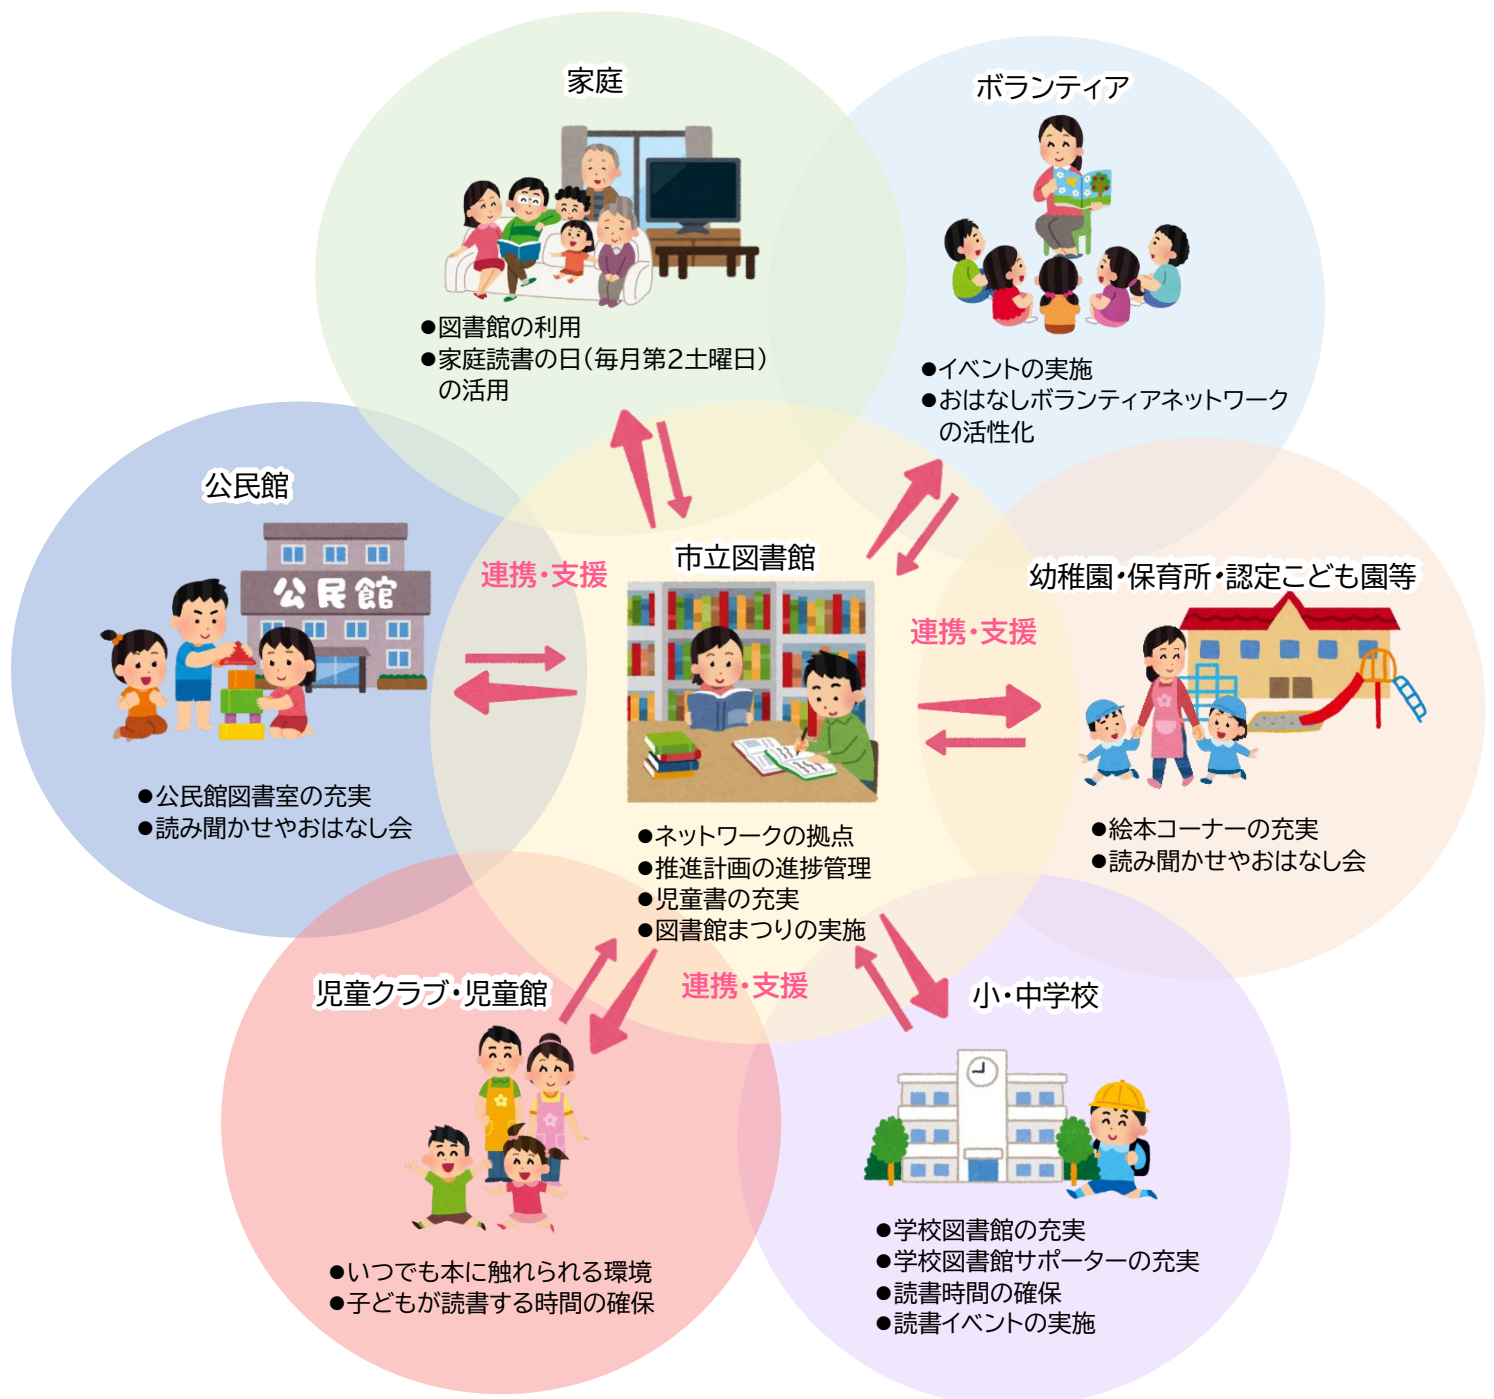 家庭
●図書館の利用
●家庭読書の日(毎月第2土曜日)
の活用
ボランティア
●イベントの実施
●おはなしボランティアネットワーク
の活性化
公民館
公民館
●公民館図書室の充実
●読み聞かせやおはなし会
連携・支援
市立図書館
●ネットワークの拠点
●推進計画の進捗管理
●児童書の充実
●図書館まつりの実施
連携・支援
幼稚園・保育所・認定こども園等
●絵本コーナーの充実
●読み聞かせやおはなし会
連携・支援
児童クラブ・児童館
●いつでも本に触れられる環境
●子どもが読書する時間の確保
小・中学校
●学校図書館の充実
●学校図書館サポーターの充実
●読書時間の確保
●読書イベントの実施